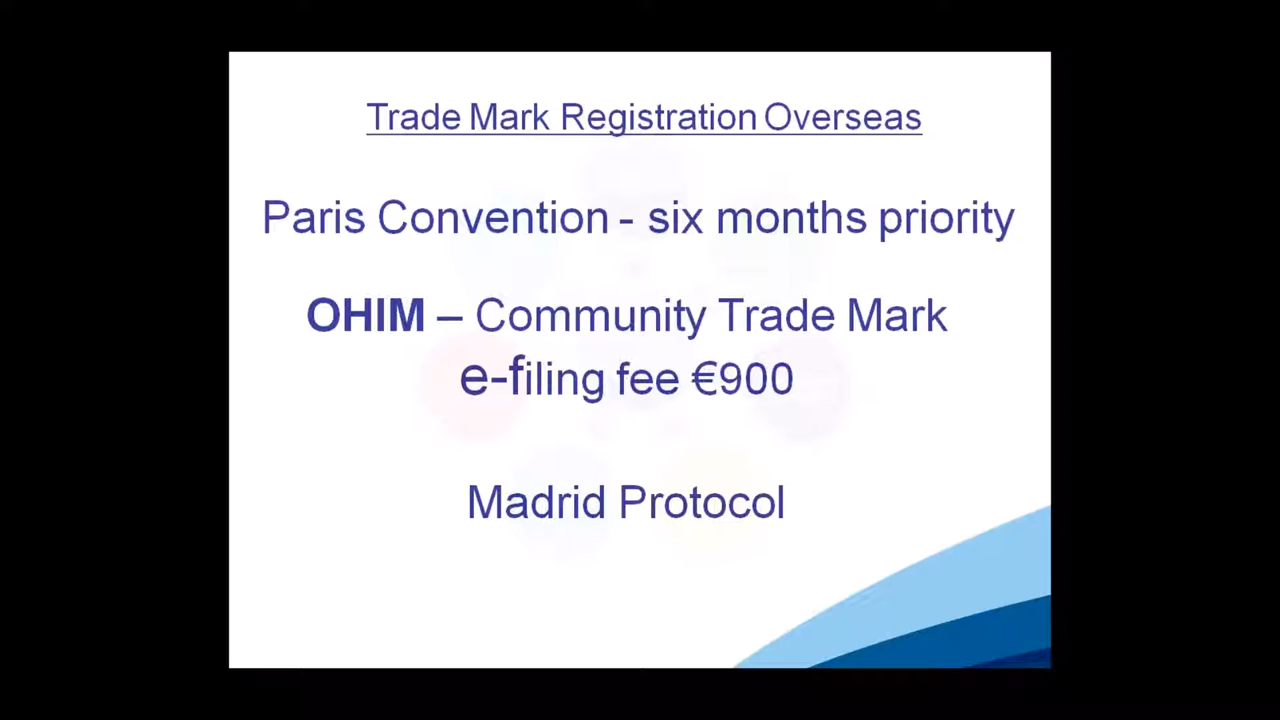 Trade Mark Registration Overseas
Paris Convention - six months priority
OHIM – Community Trade Mark
e-filing fee €900
Madrid Protocol